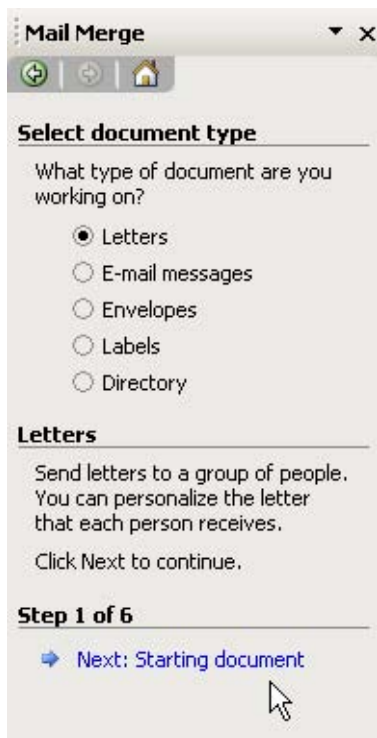 Mail Merge
Select document type
What type of document are you
working on?
Letters
E-mail messages
Envelopes
Labels
Directory
Letters
Send letters to a group of people.
You can personalize the letter
that each person receives.
Click Next to continue.
Step 1 of 6
Next: Starting document